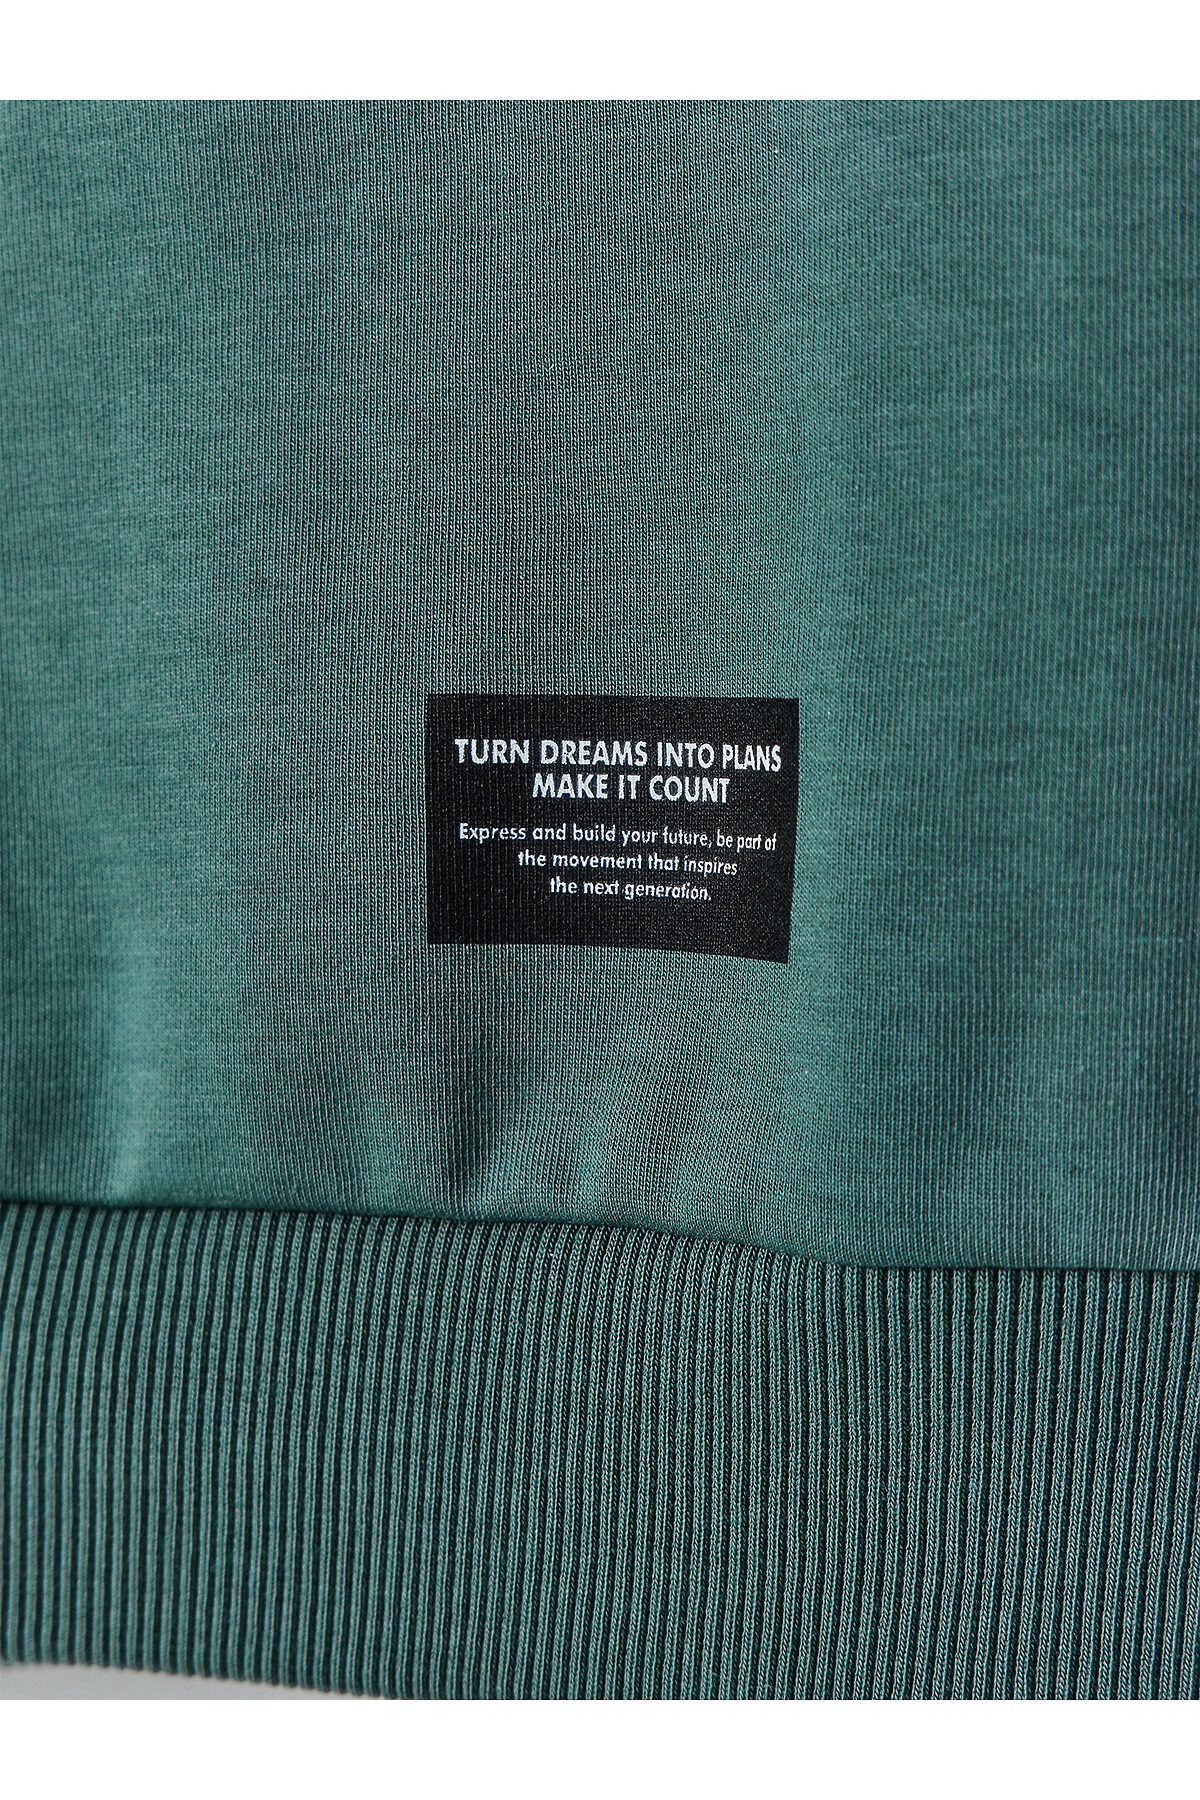 TURN DREAMS INTO PLANS
MAKE IT COUNT
Express and build your future, be part of
the movement that inspires
the next generation.